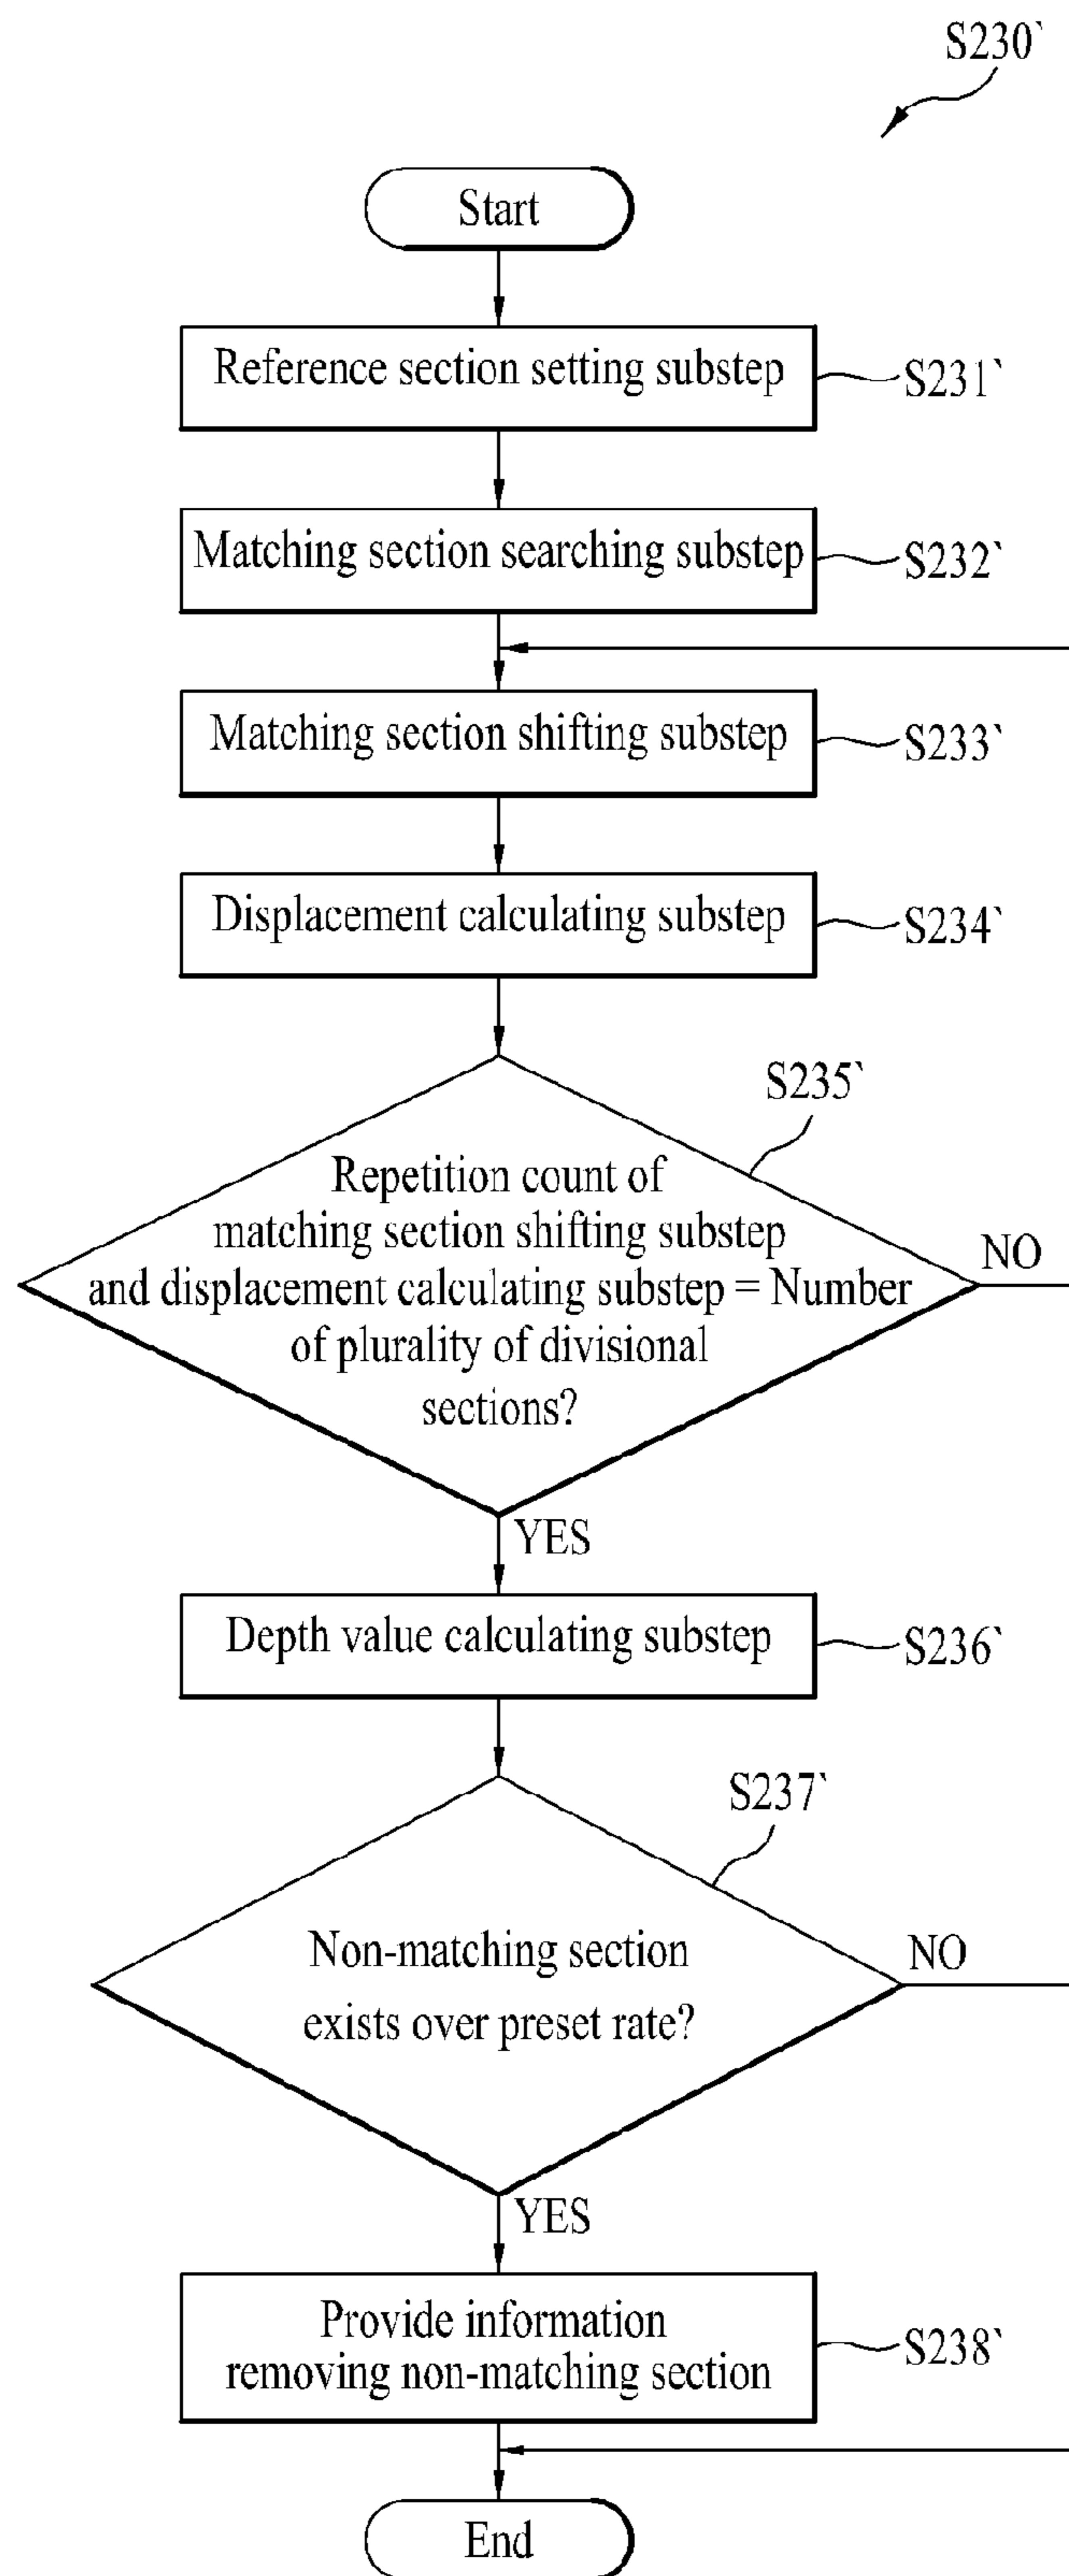 S230`
Start
Reference section setting substep
S231`
Matching section searching substep
S232`
Matching section shifting substep
S233`
Displacement calculating substep
S234`
S235`
Repetition count of
matching section shifting substep
and displacement calculating substep = Number
of plurality of divisional
sections?
NO
YES
Depth value calculating substep
S236`
S237`
Non-matching section
exists over preset rate?
NO
YES
Provide information
removing non-matching section
S238`
End